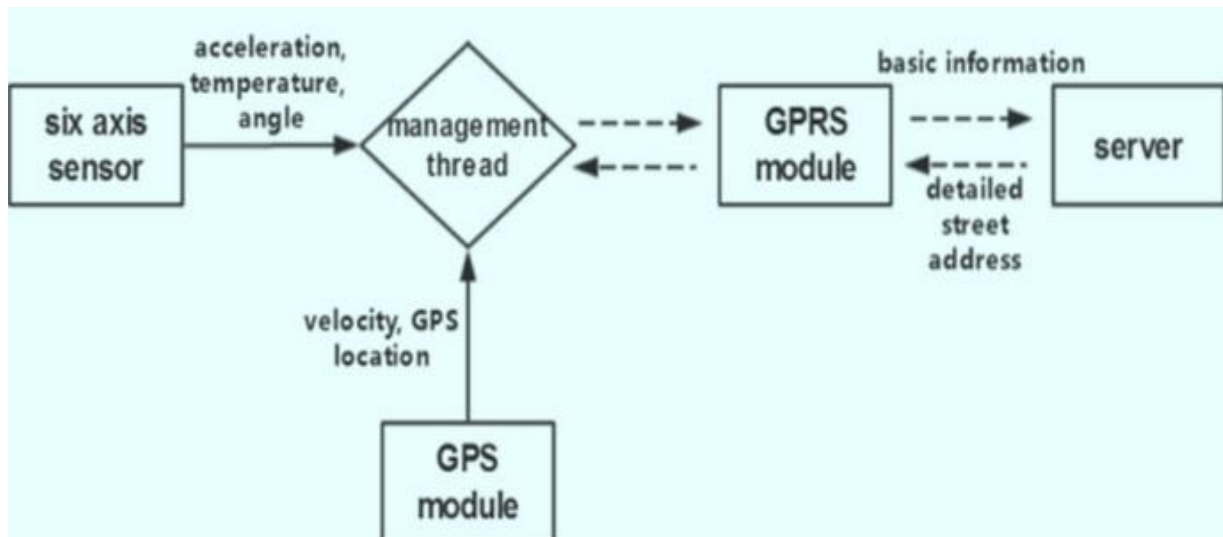 acceleration,
temperature,
angle
six axis
sensor
management
thread
GPRS
module
basic information
server
detailed
street
address
velocity, GPS
location
GPS
module